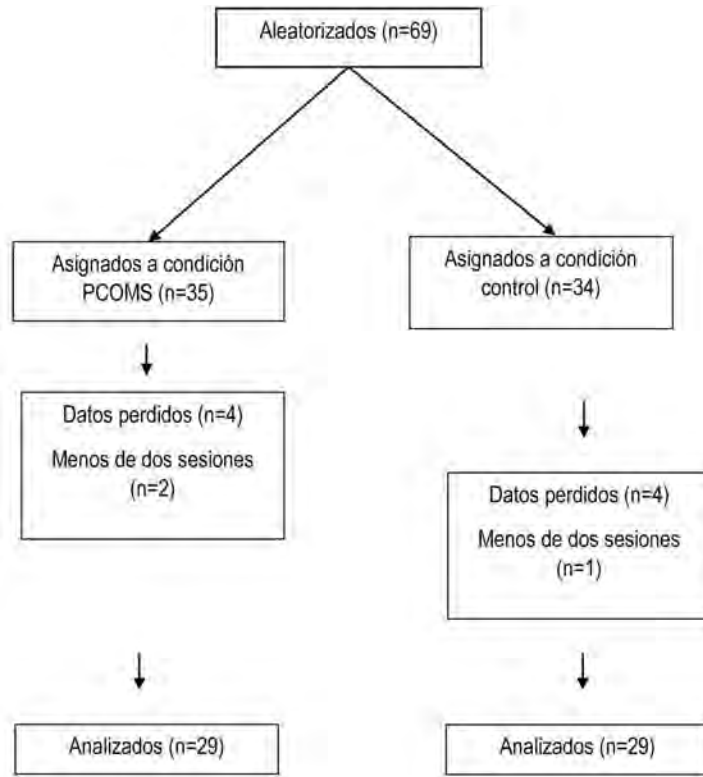 Aleatorizados (n=69)
Asignados a condición
PCOMS (n=35)
Asignados a condición
control (n=34)
Datos perdidos (n=4)
Menos de dos sesiones
(n=2)
Datos perdidos (n=4)
Menos de dos sesiones
(n=1)
Analizados (n=29)
Analizados (n=29)